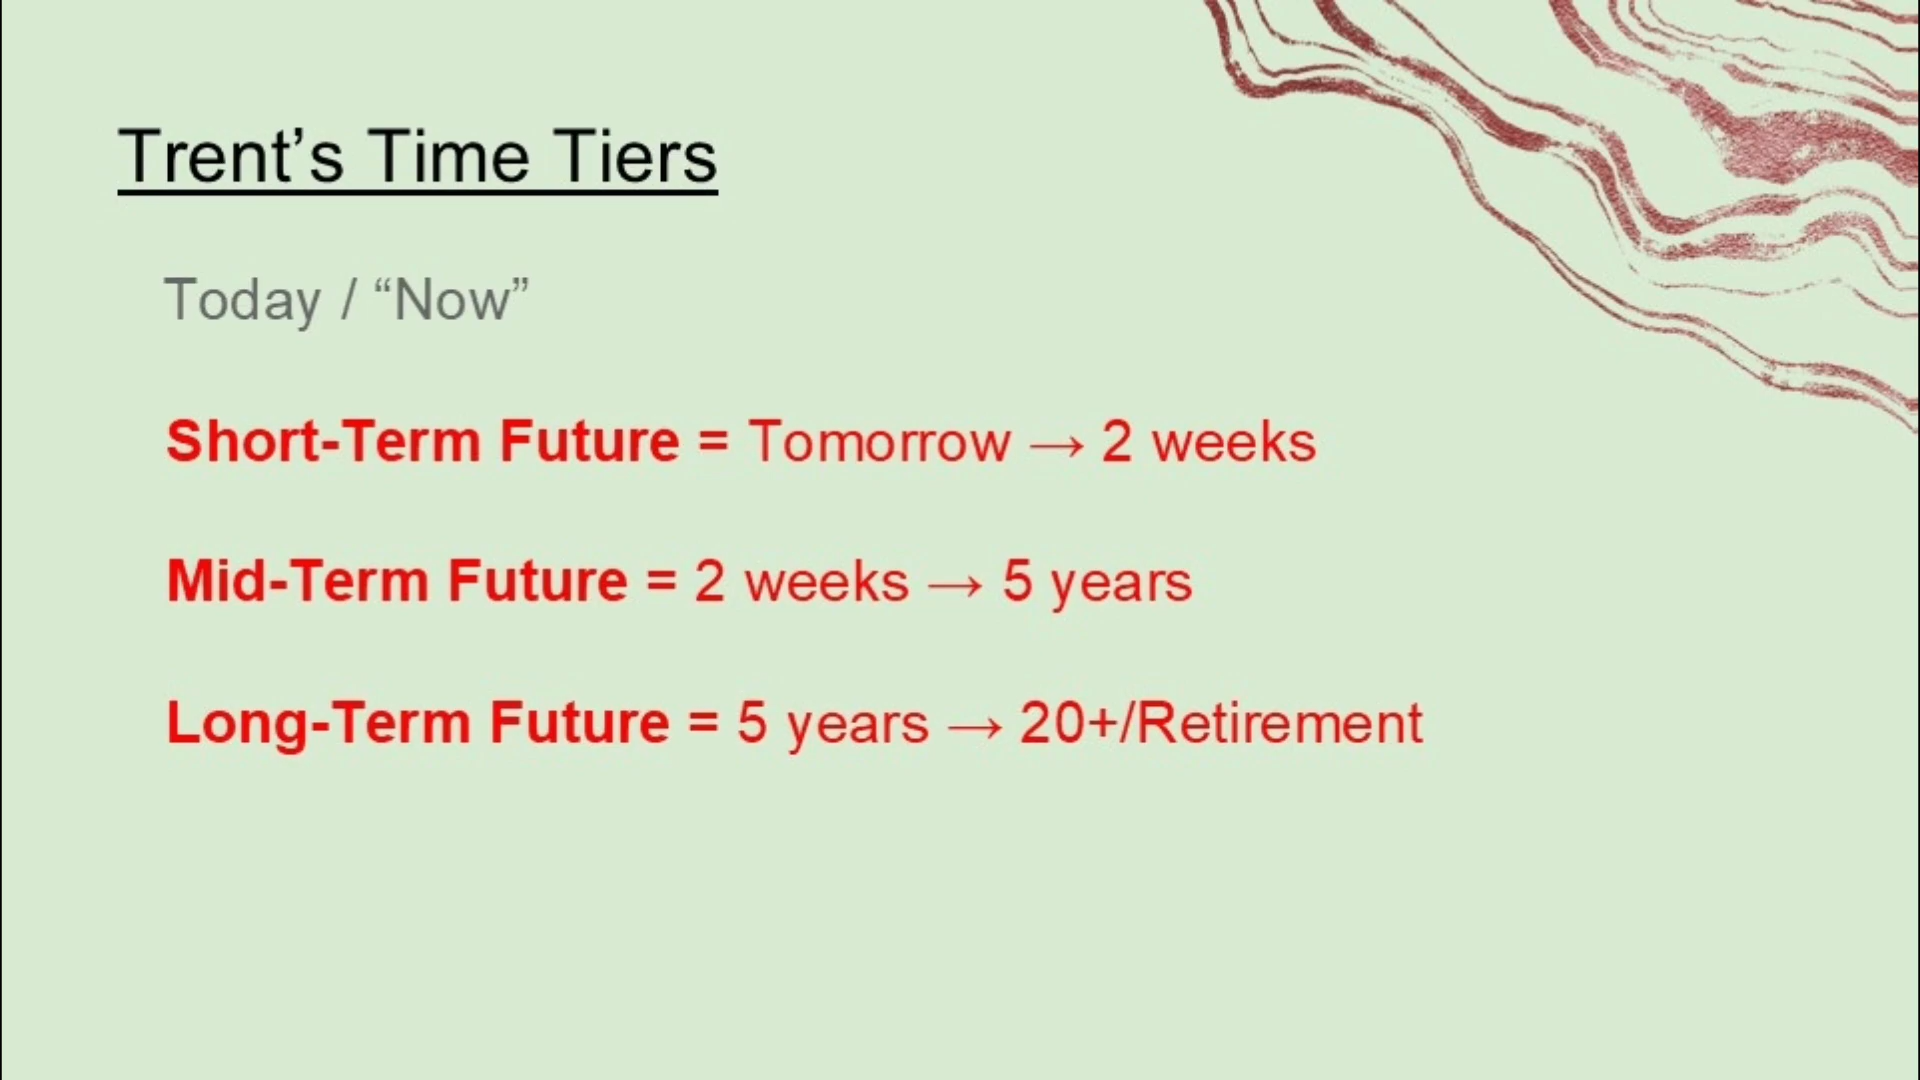 Trent’s Time Tiers
Today / “Now”
Short-Term Future = Tomorrow → 2 weeks
Mid-Term Future = 2 weeks → 5 years
Long-Term Future = 5 years → 20+/Retirement